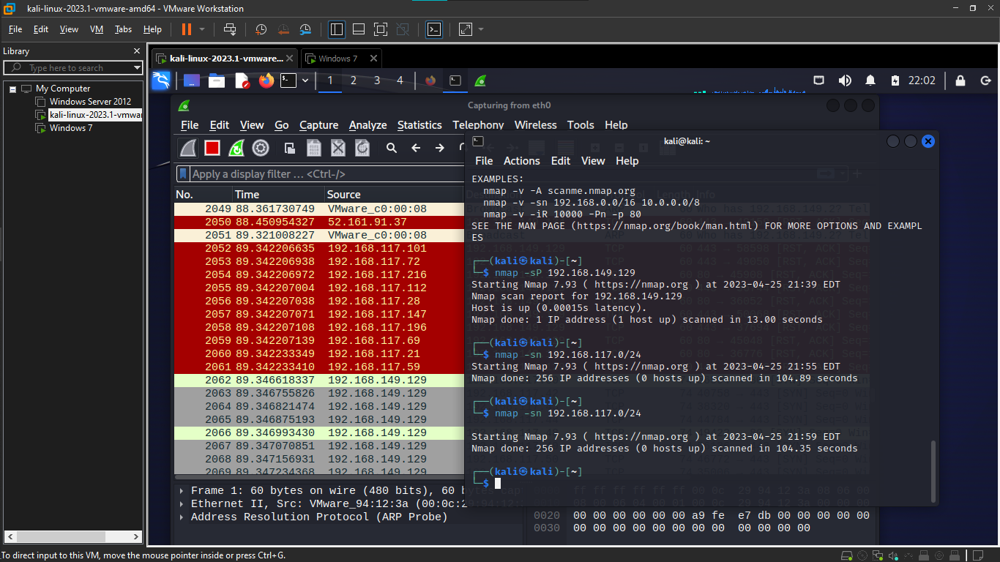 kali-linux-2023.1-vmware-amd64 - VMware Workstation
File Edit View VM Tabs Help
Library
Type here to search
My Computer
Windows Server 2012
kali-linux-2023.1-vmwar
Windows 7
kali-linux-2023.1-vmware...
Windows 7
1 2 3 4
22:02
Capturing from eth0
File Edit View Go Capture Analyze Statistics Telephony Wireless Tools Help
Apply a display filter ... <Ctrl-/>
No. Time Source
2049 88.361730749 VMware_c0:00:08
2050 88.450954327 52.161.91.37
2051 89.321008227 VMware_c0:00:08
2052 89.342206635 192.168.117.101
2053 89.342206938 192.168.117.72
2054 89.342206972 192.168.117.216
2055 89.342207004 192.168.117.112
2056 89.342207038 192.168.117.28
2057 89.342207071 192.168.117.147
2058 89.342207108 192.168.117.196
2059 89.342207139 192.168.117.69
2060 89.342233349 192.168.117.21
2061 89.342233410 192.168.117.59
2062 89.346618337 192.168.149.129
2063 89.346755826 192.168.149.129
2064 89.346821474 192.168.149.129
2065 89.346875193 192.168.149.129
2066 89.346993430 192.168.149.129
2067 89.347070851 192.168.149.129
2068 89.347156931 192.168.149.129
2069 89.347234368 192.168.149.129
Frame 1: 60 bytes on wire (480 bits), 60 bytes cap
Ethernet II, Src: VMware_94:12:3a (00:0c:29:94:12:
Address Resolution Protocol (ARP Probe)
0020 00 00 00 00 00 00 a9 fe e7 db 00 00 00 00 00 00
0030 00 00 00 00 00 00 00 00 00 00 00 00
kali@kali: ~
File Actions Edit View Help
EXAMPLES:
nmap -v -A scanme.nmap.org
nmap -v -sn 192.168.0.0/16 10.0.0.0/8
nmap -v -iR 10000 -Pn -p 80
SEE THE MAN PAGE (https://nmap.org/book/man.html) FOR MORE OPTIONS AND EXAMPL
ES
(kali㉿kali)-[~]
$ nmap -sP 192.168.149.129
Starting Nmap 7.93 ( https://nmap.org ) at 2023-04-25 21:39 EDT
Nmap scan report for 192.168.149.129
Host is up (0.00015s latency).
Nmap done: 1 IP address (1 host up) scanned in 13.00 seconds
(kali㉿kali)-[~]
$ nmap -sn 192.168.117.0/24
Starting Nmap 7.93 ( https://nmap.org ) at 2023-04-25 21:55 EDT
Nmap done: 256 IP addresses (0 hosts up) scanned in 104.89 seconds
(kali㉿kali)-[~]
$ nmap -sn 192.168.117.0/24
Starting Nmap 7.93 ( https://nmap.org ) at 2023-04-25 21:59 EDT
Nmap done: 256 IP addresses (0 hosts up) scanned in 104.35 seconds
(kali㉿kali)-[~]
$
To direct input to this VM, move the mouse pointer inside or press Ctrl+G.